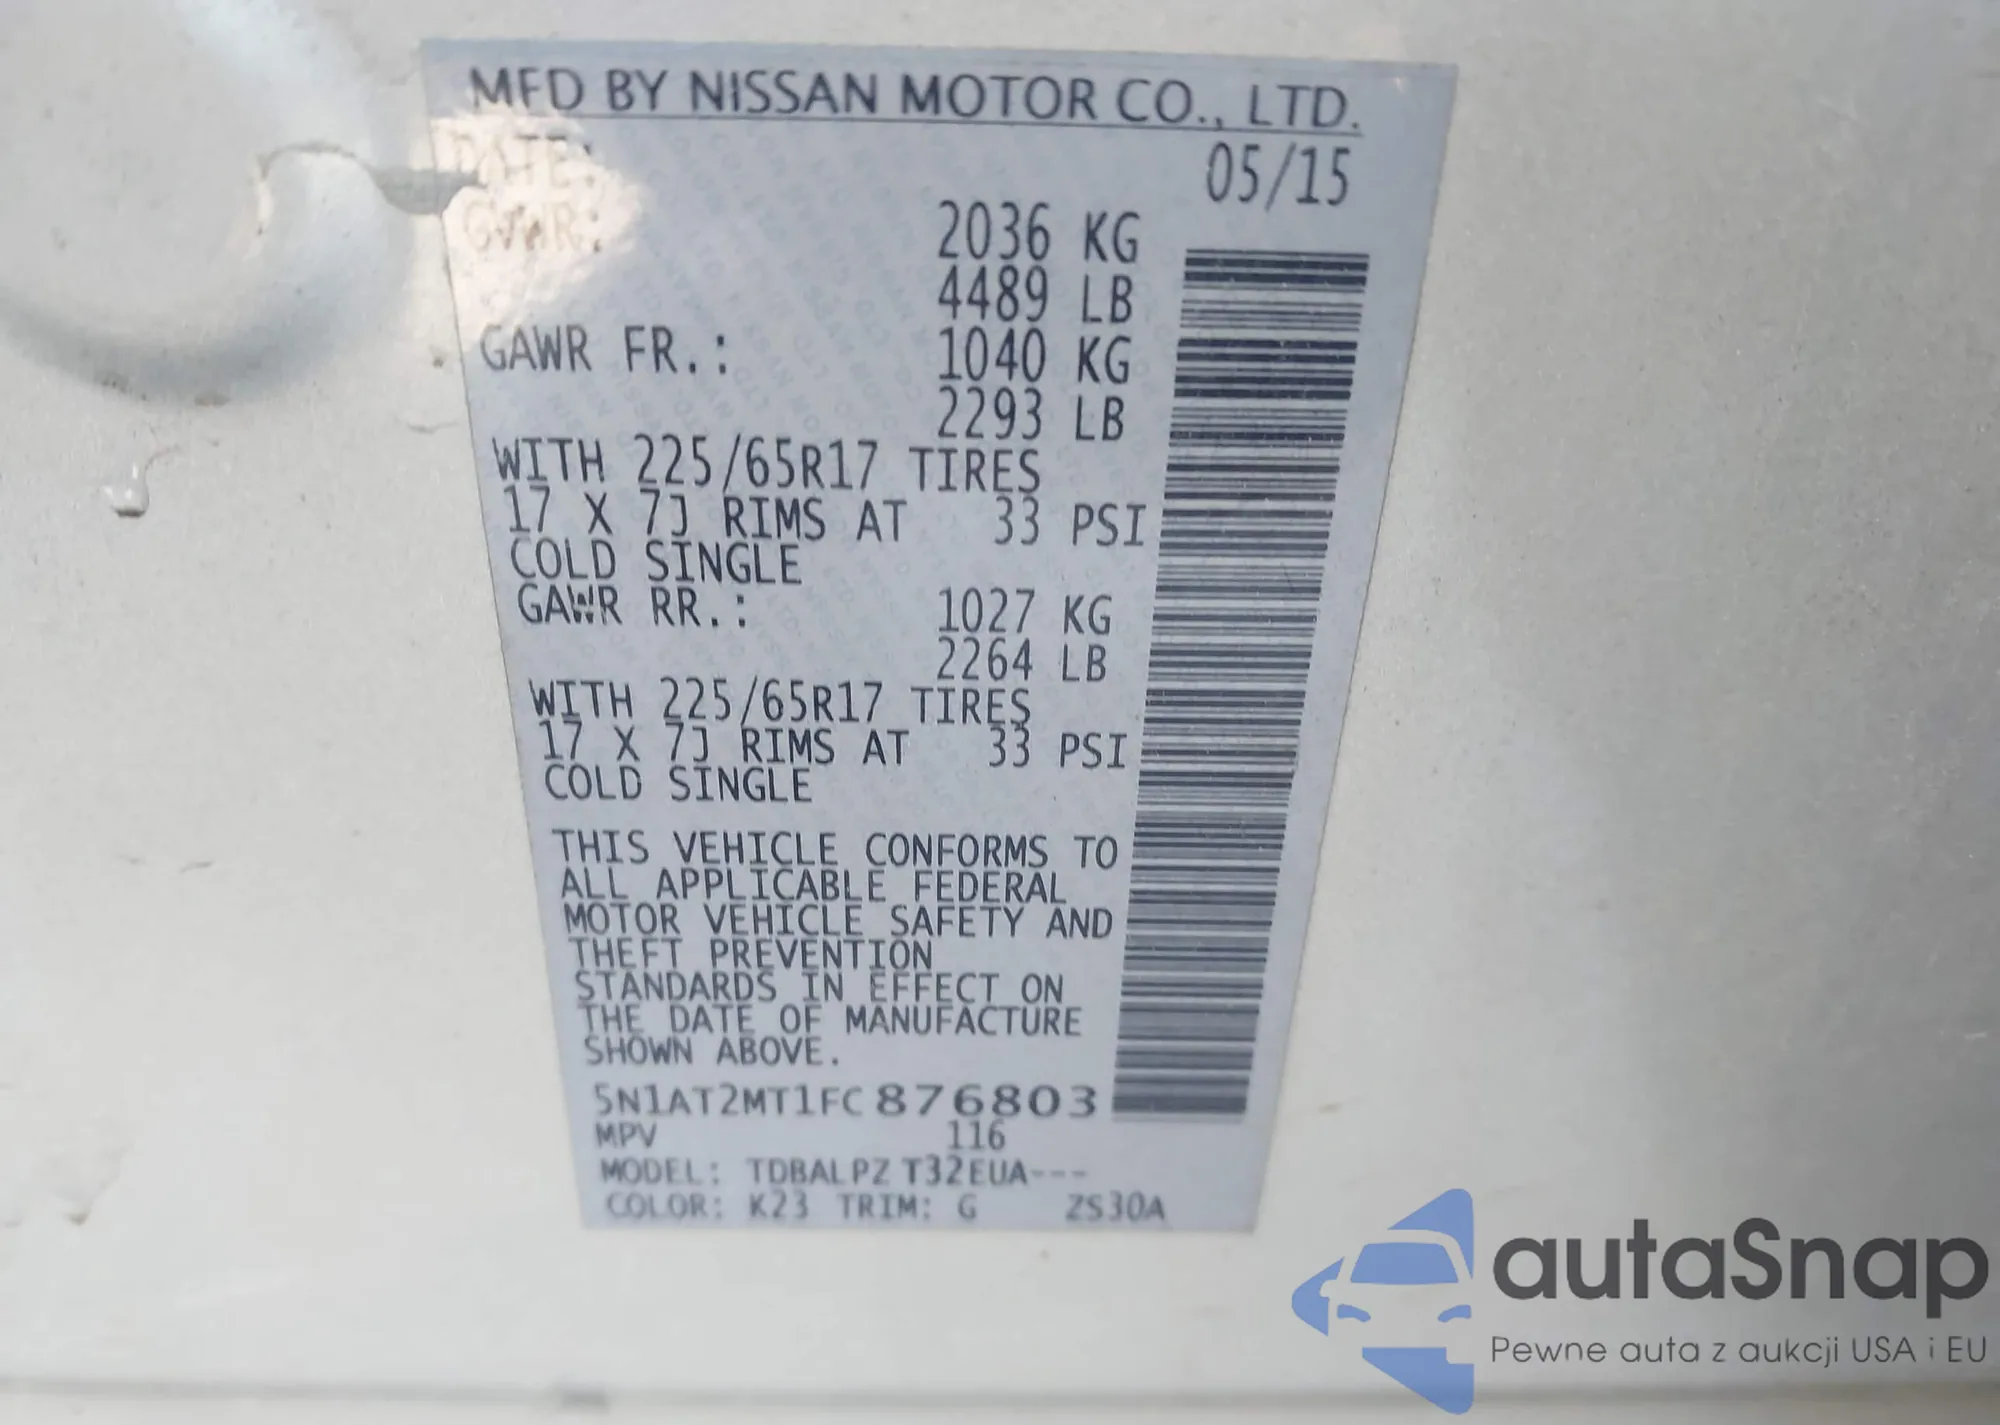 MFD BY NISSAN MOTOR CO., LTD.
DATE: 05/15
GVWR: 2036 KG
4489 LB
GAWR FR.: 1040 KG
2293 LB
WITH 225/65R17 TIRES
17 X 7J RIMS AT 33 PSI
COLD SINGLE
GAWR RR.: 1027 KG
2264 LB
WITH 225/65R17 TIRES
17 X 7J RIMS AT 33 PSI
COLD SINGLE
THIS VEHICLE CONFORMS TO
ALL APPLICABLE FEDERAL
MOTOR VEHICLE SAFETY AND
THEFT PREVENTION
STANDARDS IN EFFECT ON
THE DATE OF MANUFACTURE
SHOWN ABOVE.
5N1AT2MT1FC876803
MPV 116
MODEL: TDBALPZ T32EUA---
COLOR: K23 TRIM: G ZS30A
autaSnap
Pewne auta z aukcji USA i EU